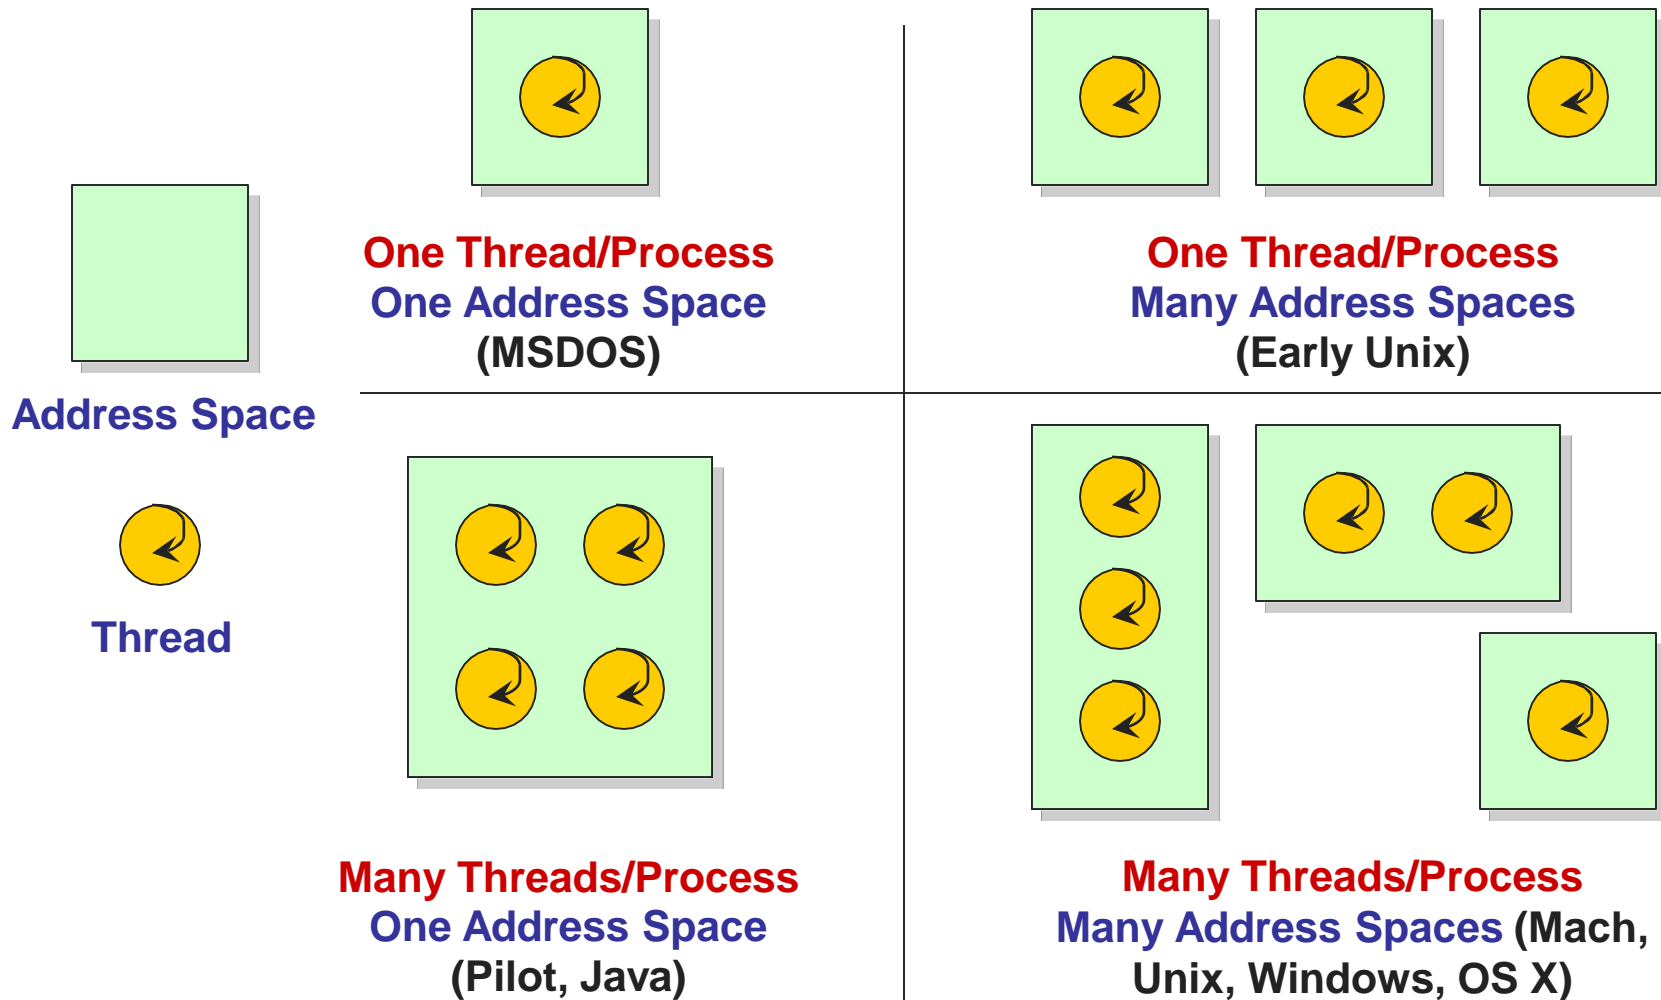 Address Space
Thread
One Thread/Process
One Address Space
(MSDOS)
One Thread/Process
Many Address Spaces
(Early Unix)
Many Threads/Process
One Address Space
(Pilot, Java)
Many Threads/Process
Many Address Spaces (Mach,
Unix, Windows, OS X)